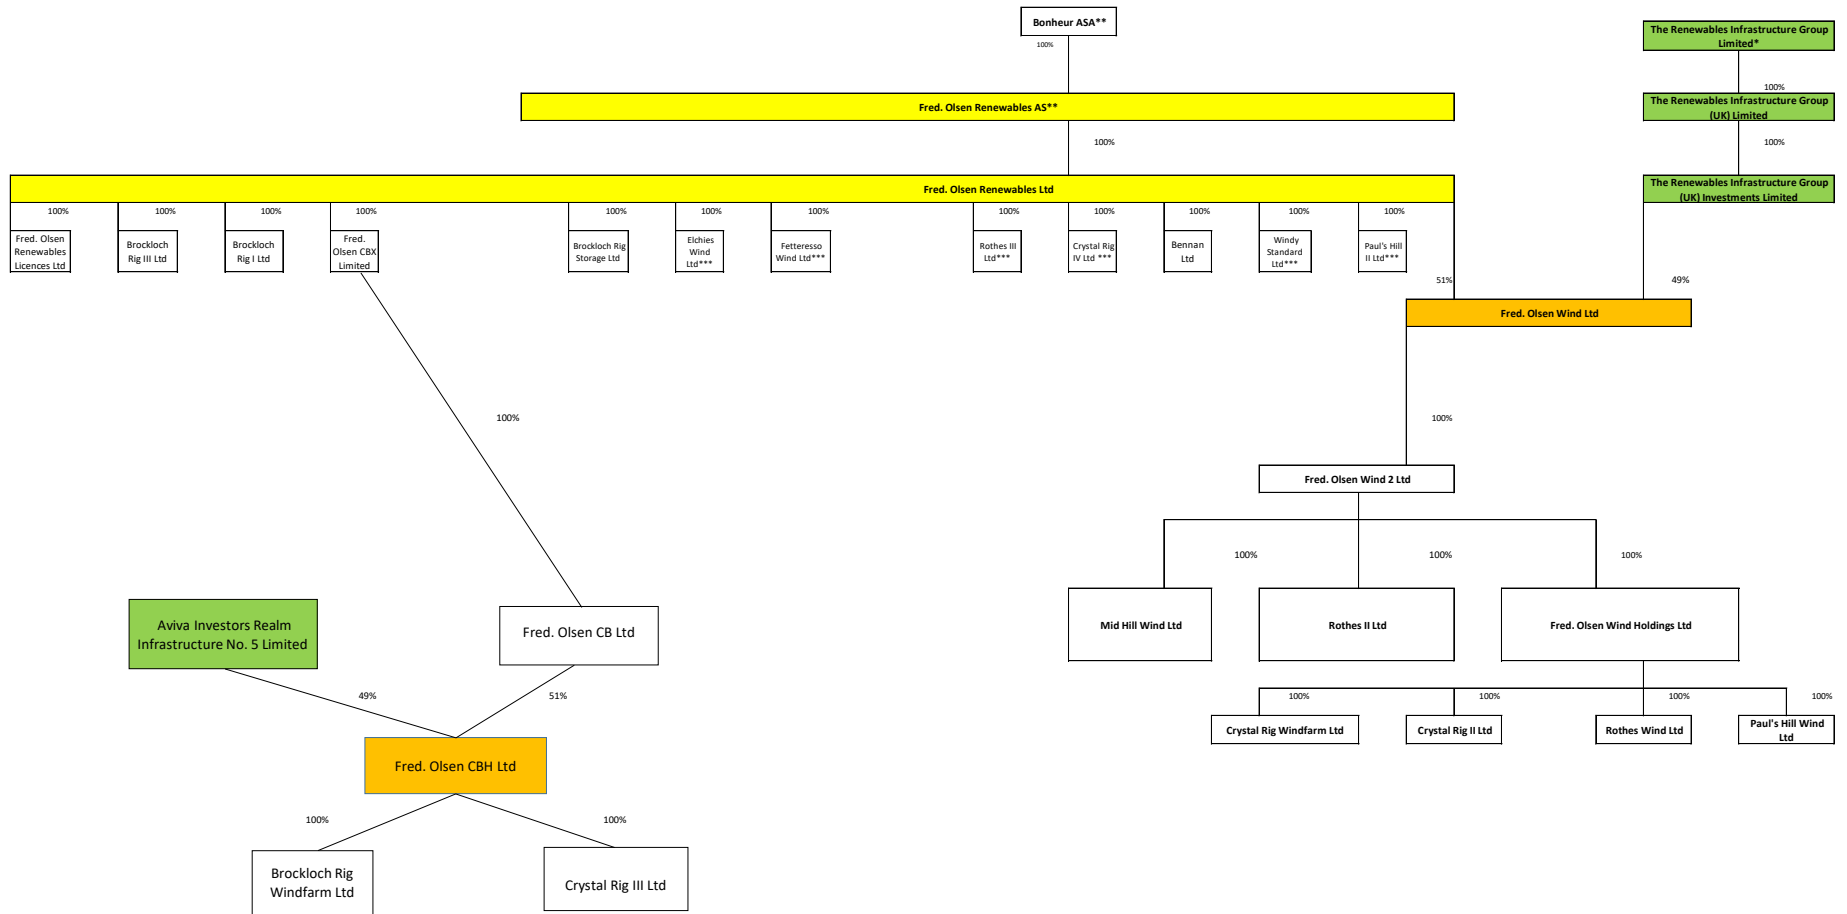 Bonheur ASA**
100%
The Renewables Infrastructure Group
Limited*
100%
Fred. Olsen Renewables AS**
The Renewables Infrastructure Group
(UK) Limited
100%
100%
Fred. Olsen Renewables Ltd
The Renewables Infrastructure Group
(UK) Investments Limited
100%
100%
100%
100%
100%
100%
100%
100%
100%
100%
100%
100%
Fred. Olsen
Renewables
Licences Ltd
Brockloch
Rig III Ltd
Brockloch
Rig I Ltd
Fred.
Olsen CBX
Limited
Brockloch Rig
Storage Ltd
Elchies
Wind
Ltd***
Fetteresso
Wind Ltd***
Rothes III
Ltd***
Crystal Rig
IV Ltd ***
Bennan
Ltd
Windy
Standard
Ltd***
Paul's Hill
II Ltd***
51%
49%
Fred. Olsen Wind Ltd
100%
100%
Fred. Olsen Wind 2 Ltd
100%
100%
100%
Mid Hill Wind Ltd
Rothes II Ltd
Fred. Olsen Wind Holdings Ltd
Aviva Investors Realm
Infrastructure No. 5 Limited
Fred. Olsen CB Ltd
49%
51%
100%
100%
100%
100%
Crystal Rig Windfarm Ltd
Crystal Rig II Ltd
Rothes Wind Ltd
Paul's Hill Wind
Ltd
Fred. Olsen CBH Ltd
100%
100%
Brockloch Rig
Windfarm Ltd
Crystal Rig III Ltd